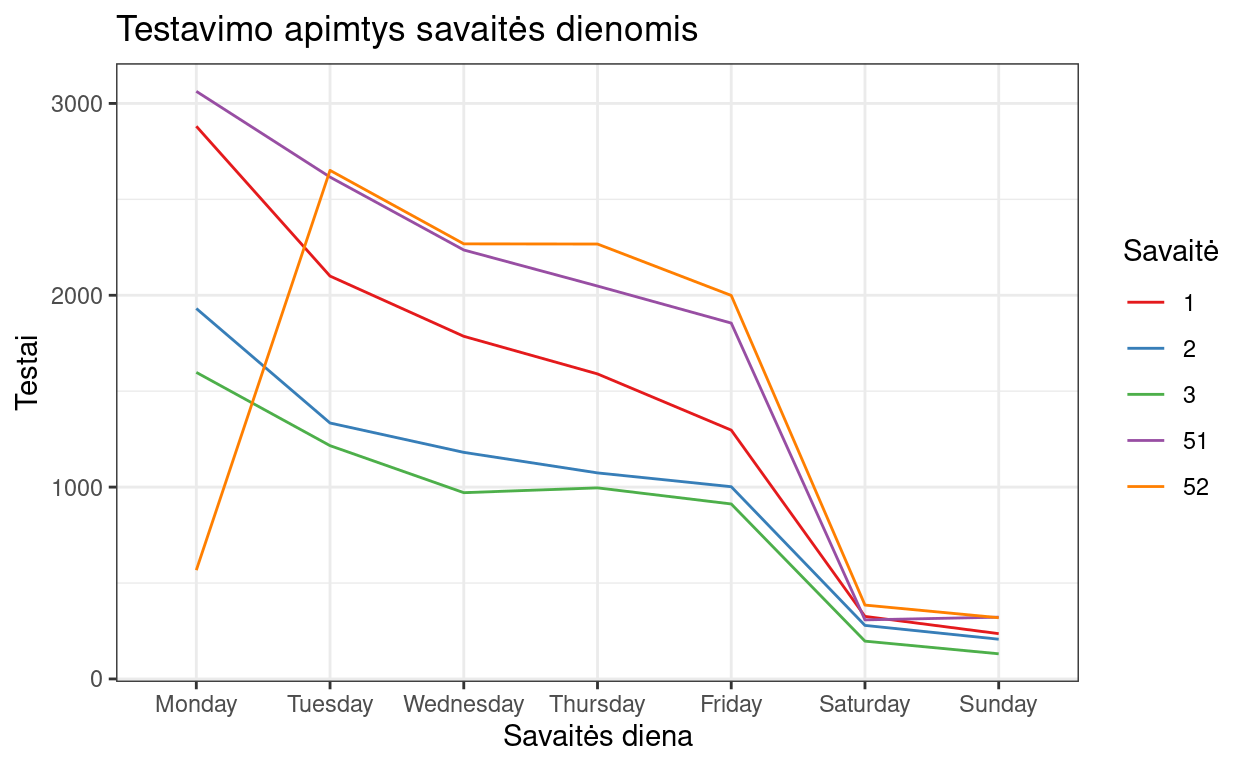 Testavimo apimtys savaitės dienomis
Testai
3000
2000
1000
0
Monday Tuesday Wednesday Thursday Friday Saturday Sunday
Savaitės diena
Savaitė
1
2
3
51
52